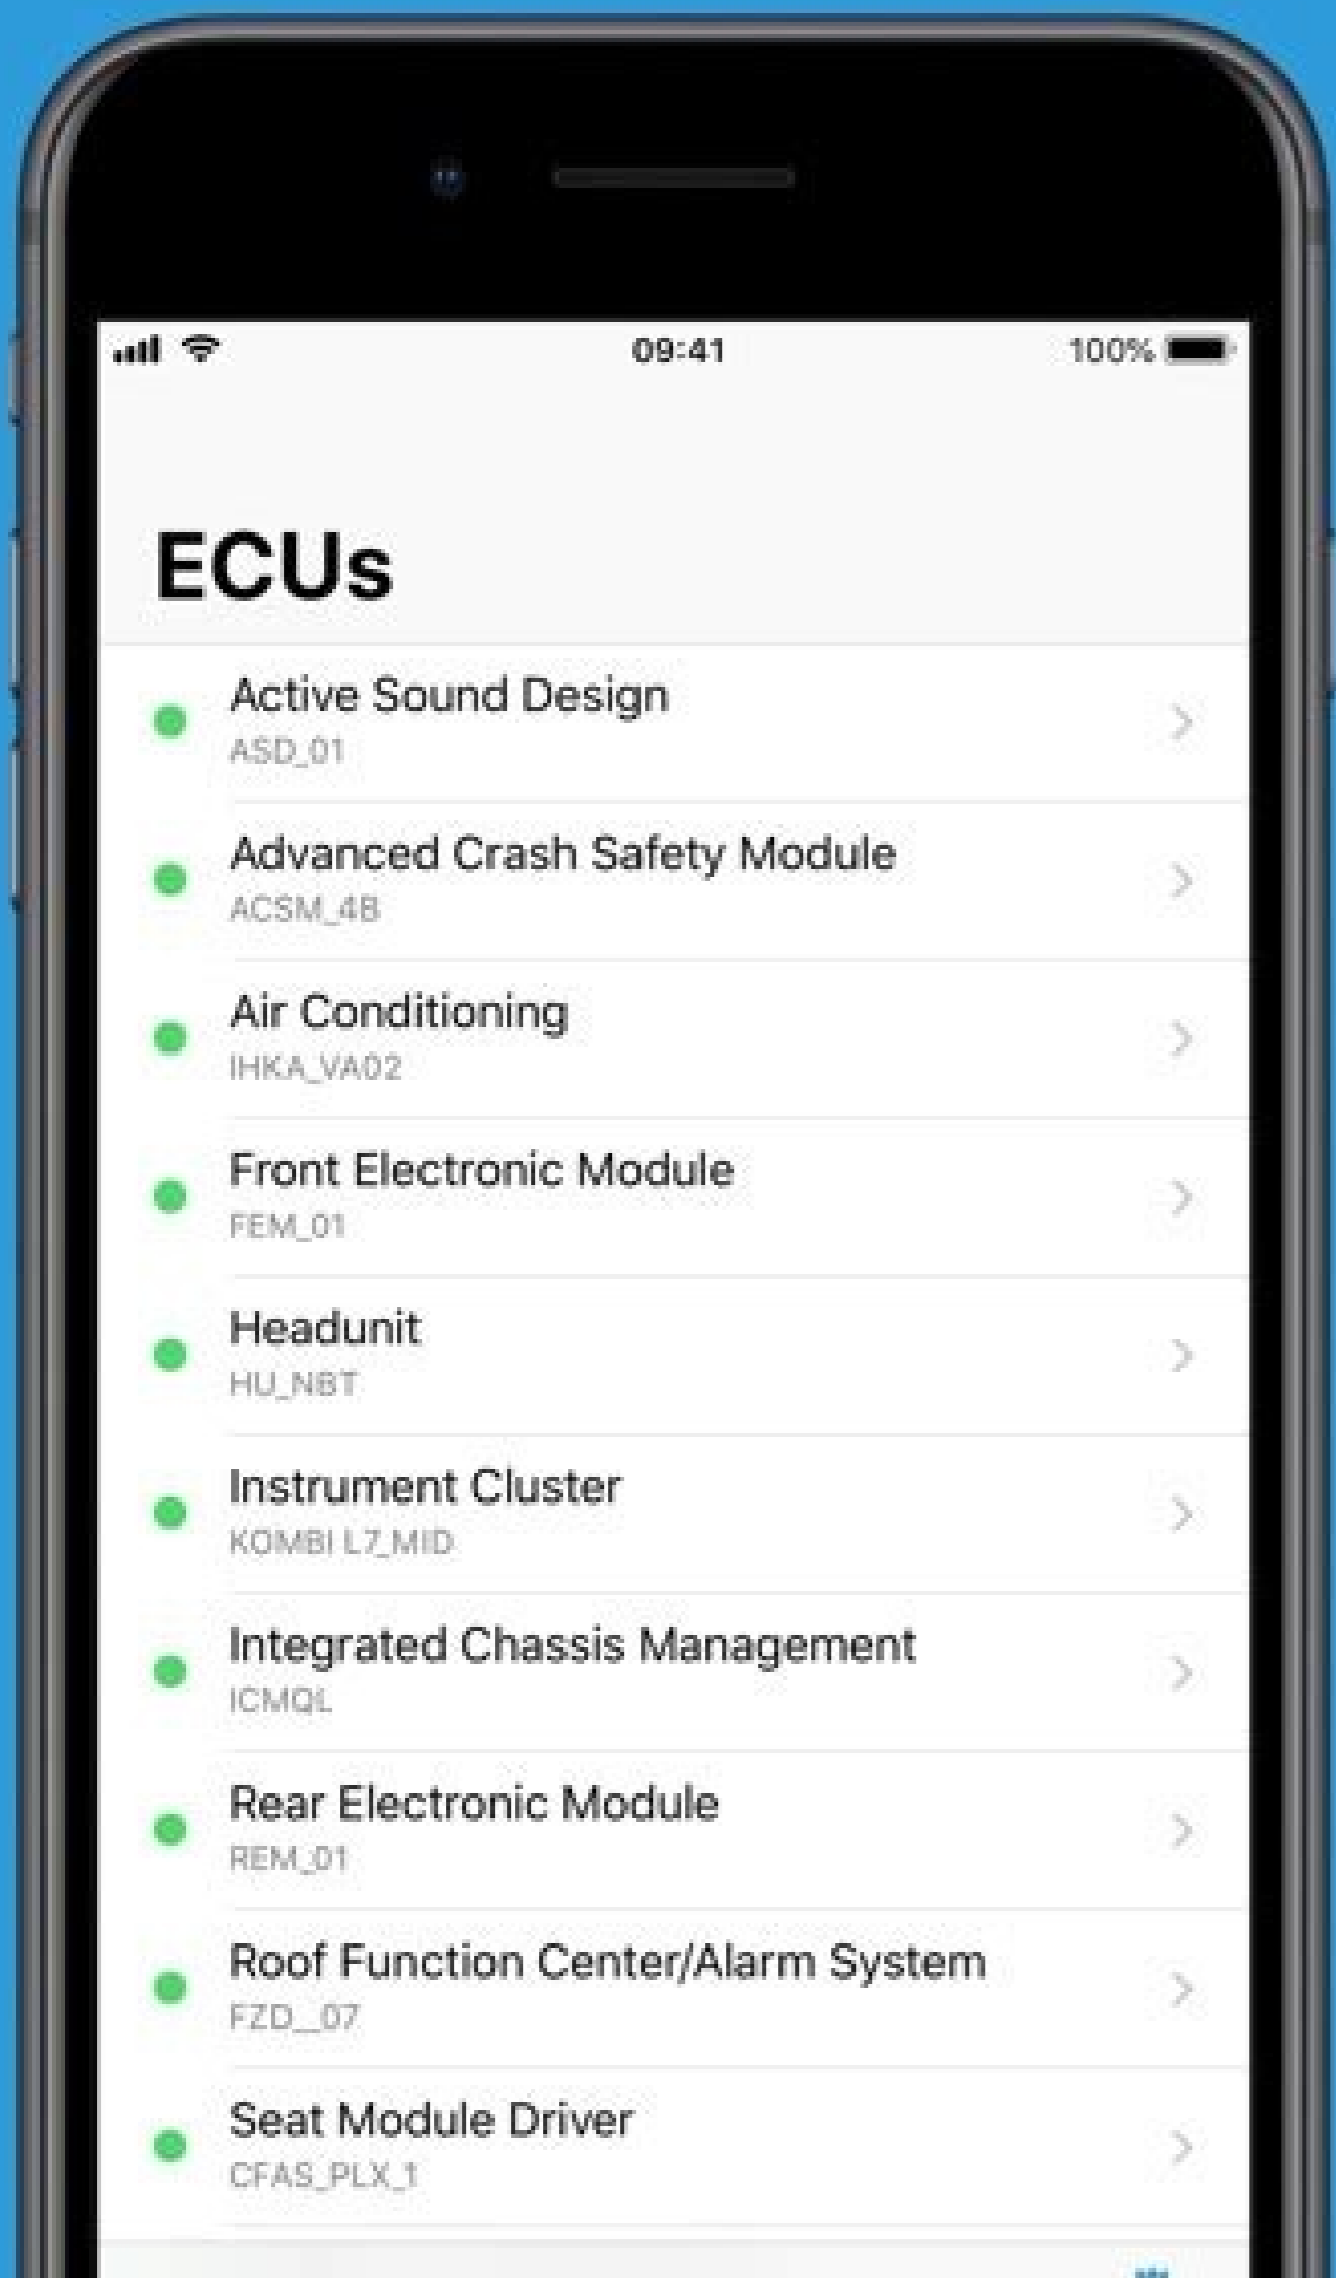 09:41
100%
ECUs
Active Sound Design
ASD_01
Advanced Crash Safety Module
ACSM_4B
Air Conditioning
IHKA_VA02
Front Electronic Module
FEM_01
Headunit
HU_NBT
Instrument Cluster
KOMBI L7_MID
Integrated Chassis Management
ICMQL
Rear Electronic Module
REM_01
Roof Function Center/Alarm System
FZD__07
Seat Module Driver
CFAS_PLX_1